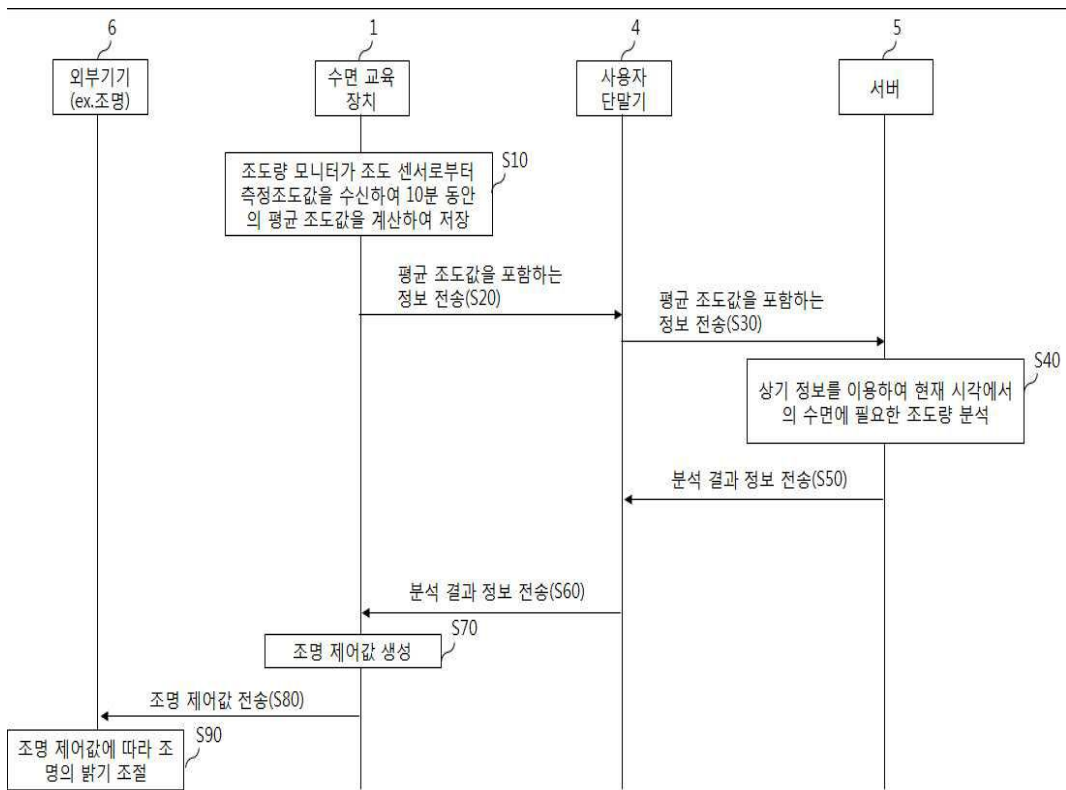 6
1
4
5
외부기기
(ex.조명)
수면 교육
장치
사용자
단말기
서버
S10
조도량 모니터가 조도 센서로부터
측정조도값을 수신하여 10분 동안
의 평균 조도값을 계산하여 저장
평균 조도값을 포함하는
정보 전송(S20)
평균 조도값을 포함하는
정보 전송(S30)
S40
상기 정보를 이용하여 현재 시각에서
의 수면에 필요한 조도량 분석
분석 결과 정보 전송(S50)
분석 결과 정보 전송(S60)
S70
조명 제어값 생성
조명 제어값 전송(S80)
S90
조명 제어값에 따라 조
명의 밝기 조절